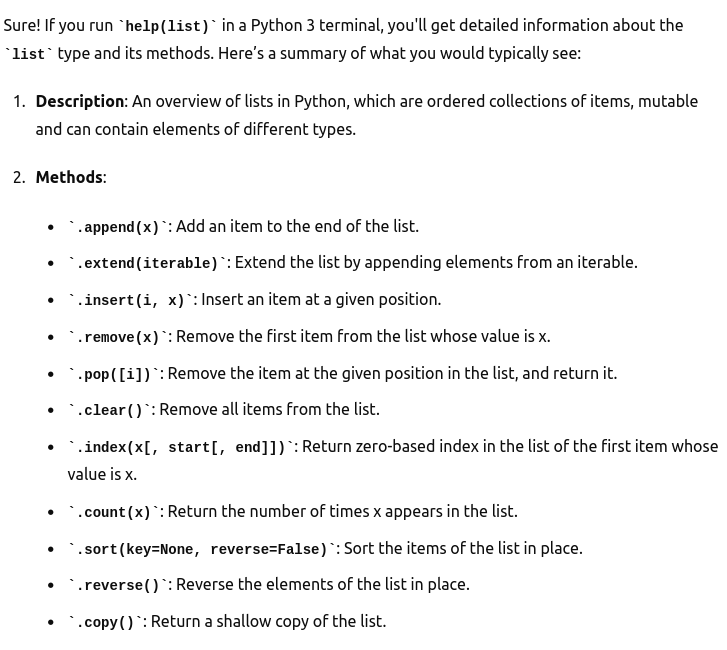 Sure! If you run `help(list)` in a Python 3 terminal, you'll get detailed information about the
`list` type and its methods. Here’s a summary of what you would typically see:
1. Description: An overview of lists in Python, which are ordered collections of items, mutable
and can contain elements of different types.
2. Methods:
• `.append(x)`: Add an item to the end of the list.
• `.extend(iterable)`: Extend the list by appending elements from an iterable.
• `.insert(i, x)`: Insert an item at a given position.
• `.remove(x)`: Remove the first item from the list whose value is x.
• `.pop([i])`: Remove the item at the given position in the list, and return it.
• `.clear()`: Remove all items from the list.
• `.index(x[, start[, end]])`: Return zero-based index in the list of the first item whose
value is x.
• `.count(x)`: Return the number of times x appears in the list.
• `.sort(key=None, reverse=False)`: Sort the items of the list in place.
• `.reverse()`: Reverse the elements of the list in place.
• `.copy()`: Return a shallow copy of the list.